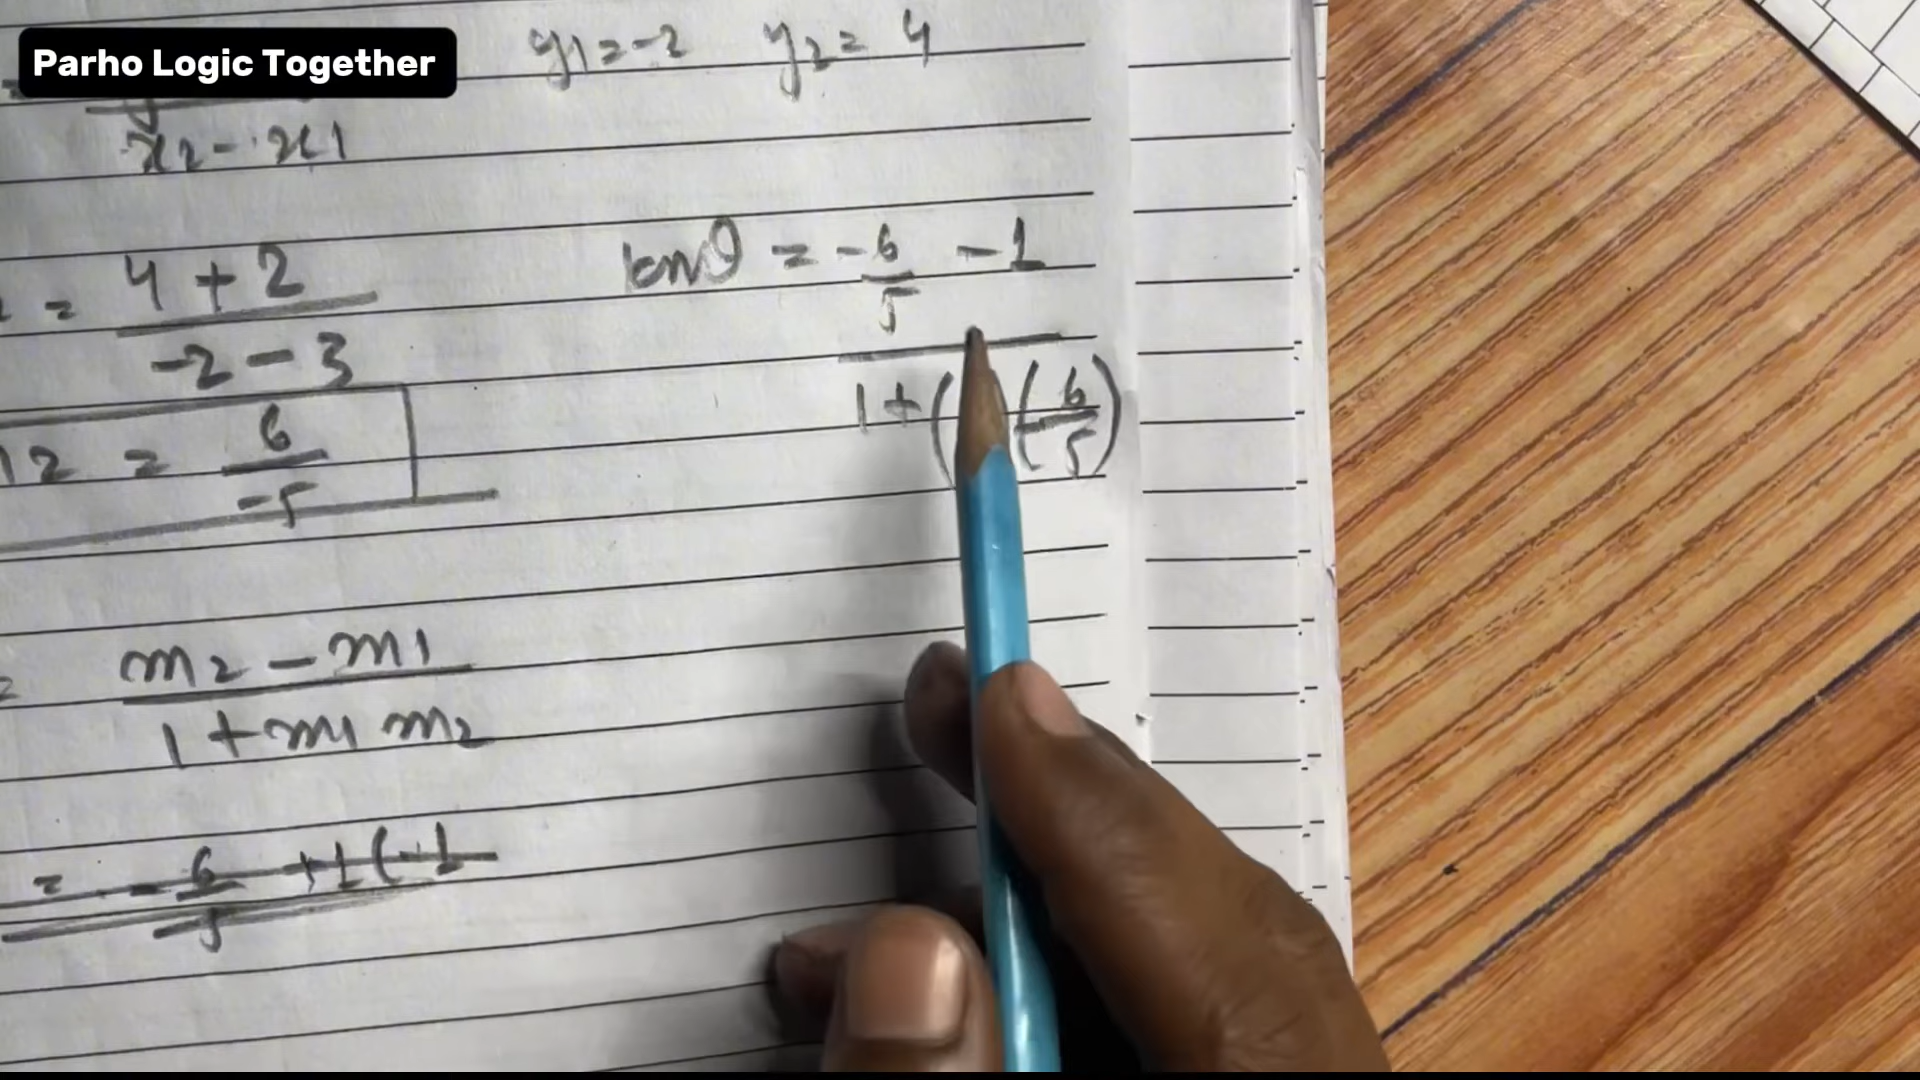 Parho Logic Together
y1 = -2 y2 = 4
x2 - x1
= 4 + 2
-2 - 3
12 = 6
-5
tanθ = -6 - 1
5
1 + ( (-6
5)
m2 - m1
1 + m1 m2
= - 6 + 1 ( - 1
5